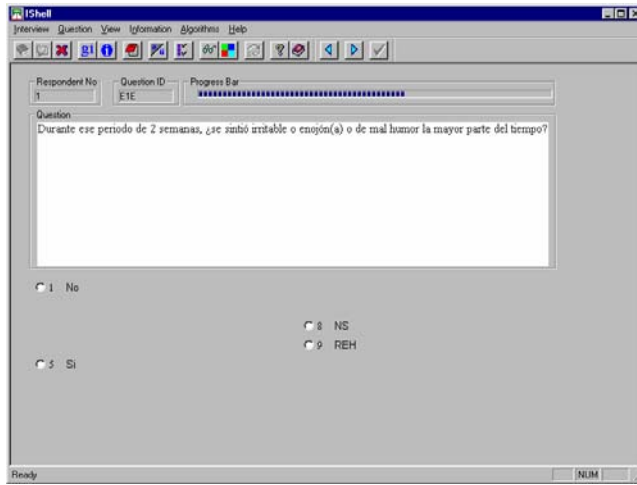 IShell
Interview Question View Information Algorithms Help
g1
Respondent No Question ID Progress Bar
1 E1E
Question
Durante ese periodo de 2 semanas, ¿se sintió irritable o enojón(a) o de mal humor la mayor parte del tiempo?
1 No
8 NS
9 REH
5 Si
Ready NUM